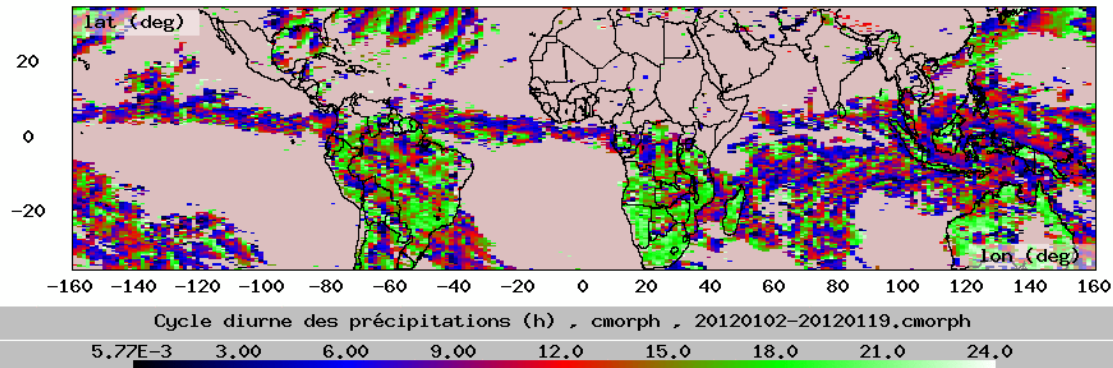 lat (deg)
20
0
-20
lon (deg)
-160 -140 -120 -100 -80 -60 -40 -20 0 20 40 60 80 100 120 140 160
Cycle diurne des précipitations (h) , cmorph , 20120102-20120119.cmorph
5.77E-3 3.00 6.00 9.00 12.0 15.0 18.0 21.0 24.0